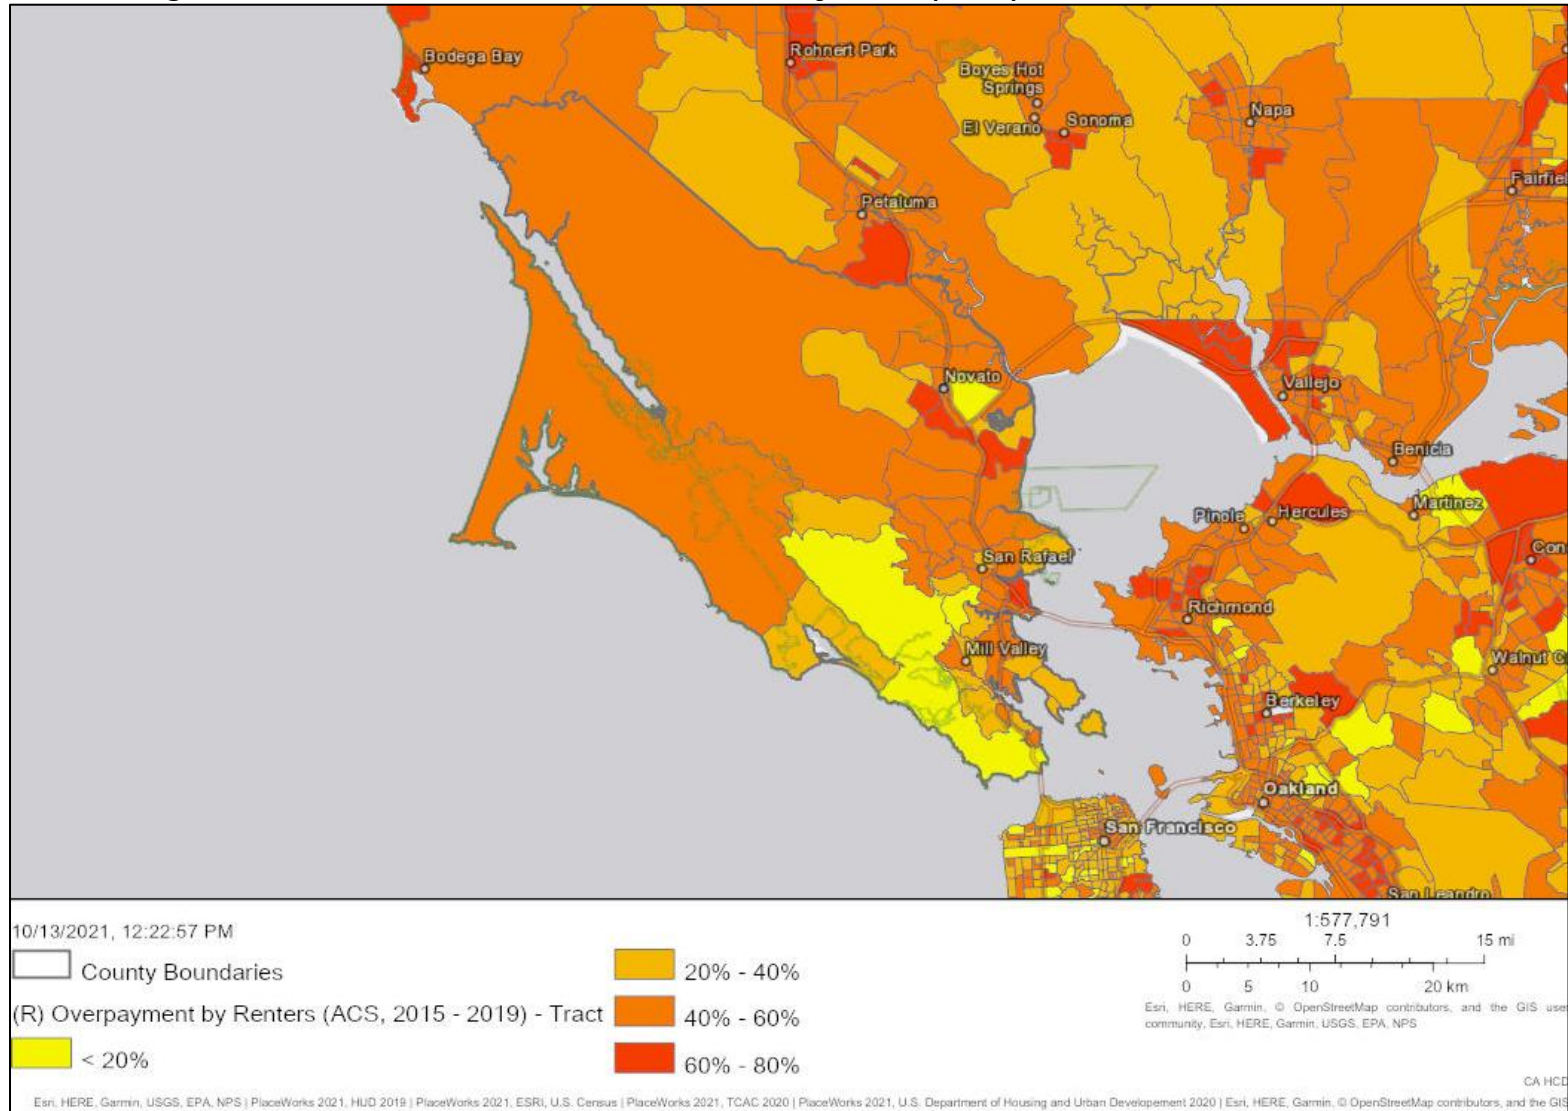 Bodega Bay
Rohnert Park
Boyes Hot
Springs
El Verano
Sonoma
Napa
Fairfiel
Petaluma
Novato
Vallejo
Benicia
Martinez
Pinole
Hercules
Con
San Rafael
Richmond
Mill Valley
Walnut C
Berkeley
Oakland
San Francisco
San Leandro
10/13/2021, 12:22:57 PM
County Boundaries
(R) Overpayment by Renters (ACS, 2015 - 2019) - Tract
< 20%
20% - 40%
40% - 60%
60% - 80%
1:577,791
0 3.75 7.5 15 mi
0 5 10 20 km
Esri, HERE, Garmin, © OpenStreetMap contributors, and the GIS user
community, Esri, HERE, Garmin, USGS, EPA, NPS
CA HCD
Esri, HERE, Garmin, USGS, EPA, NPS | PlaceWorks 2021, HUD 2019 | PlaceWorks 2021, ESRI, U.S. Census | PlaceWorks 2021, TCAC 2020 | PlaceWorks 2021, U.S. Department of Housing and Urban Developement 2020 | Esri, HERE, Garmin, © OpenStreetMap contributors, and the GIS